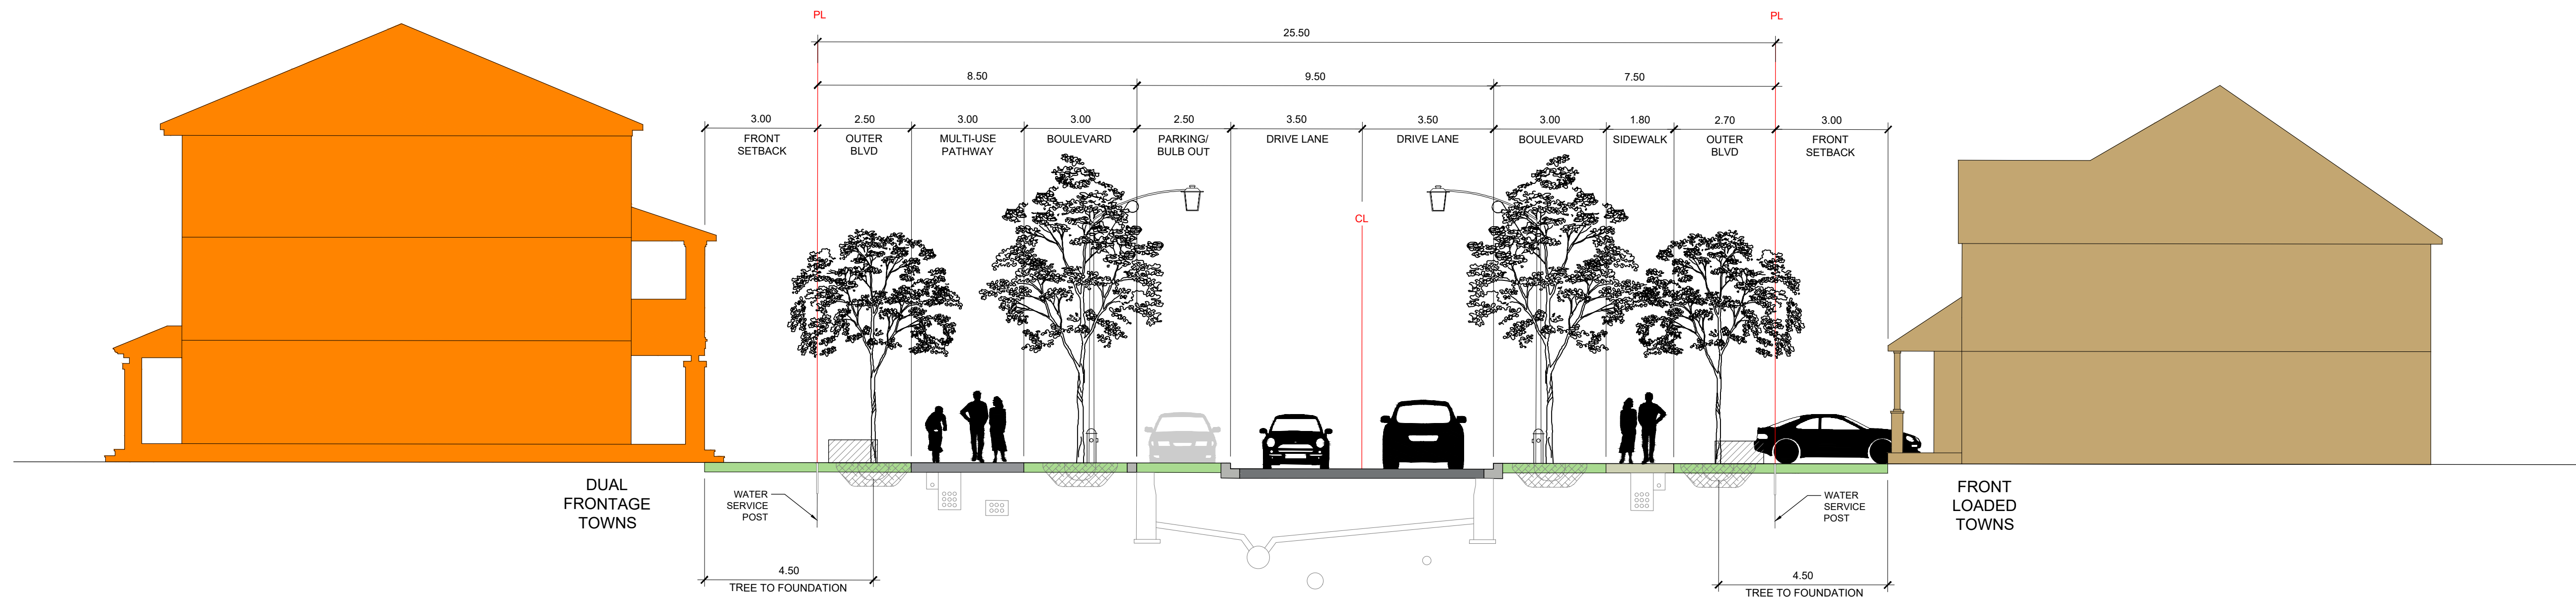 PL
PL
25.50
8.50
9.50
7.50
3.00
2.50
3.00
3.00
2.50
3.50
3.50
3.00
1.80
2.70
3.00
FRONT
SETBACK
OUTER
BLVD
MULTI-USE
PATHWAY
BOULEVARD
PARKING/
BULB OUT
DRIVE LANE
DRIVE LANE
BOULEVARD
SIDEWALK
OUTER
BLVD
FRONT
SETBACK
CL
DUAL
FRONTAGE
TOWNS
WATER
SERVICE
POST
WATER
SERVICE
POST
FRONT
LOADED
TOWNS
4.50
TREE TO FOUNDATION
4.50
TREE TO FOUNDATION